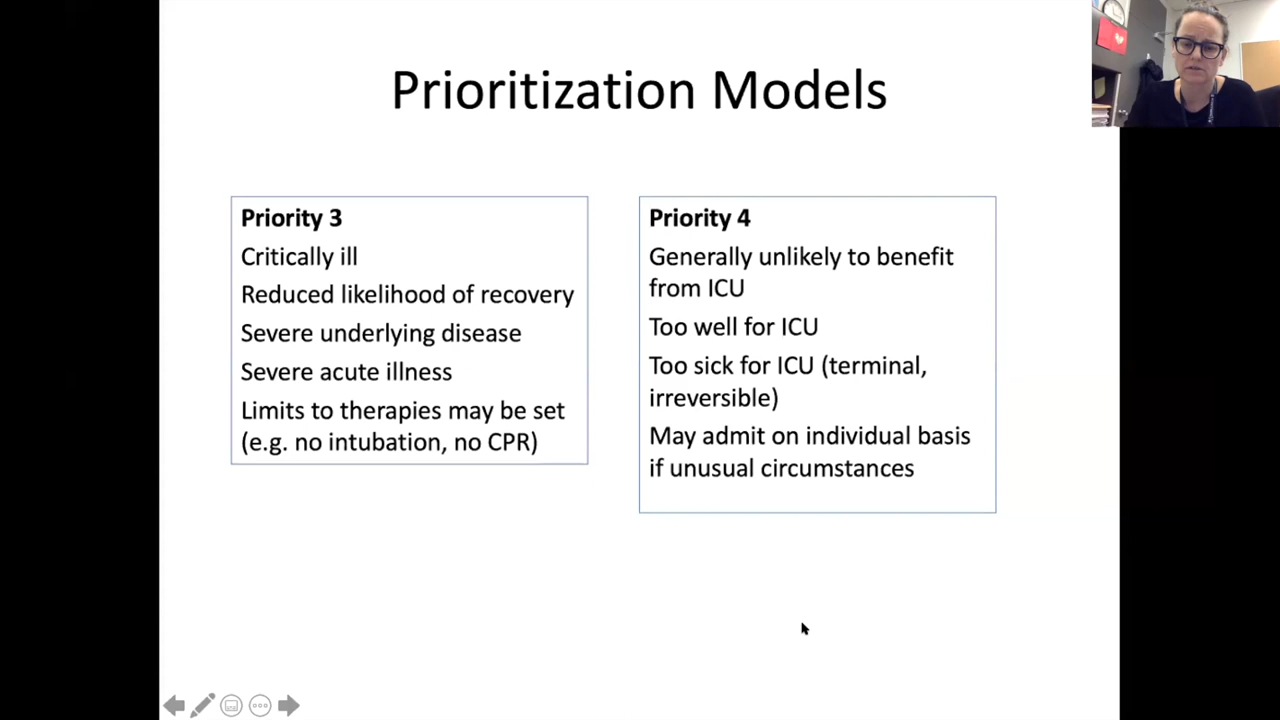 Prioritization Models
Priority 3
Critically ill
Reduced likelihood of recovery
Severe underlying disease
Severe acute illness
Limits to therapies may be set
(e.g. no intubation, no CPR)
Priority 4
Generally unlikely to benefit
from ICU
Too well for ICU
Too sick for ICU (terminal,
irreversible)
May admit on individual basis
if unusual circumstances